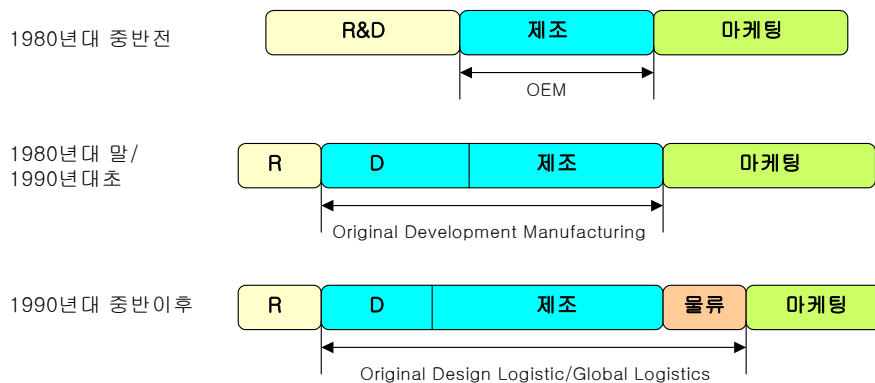 1980년대 중반전
R&D 제조 마케팅
OEM
1980년대 말/
1990년대초
R D 제조 마케팅
Original Development Manufacturing
1990년대 중반이후
R D 제조 물류 마케팅
Original Design Logistic/Global Logistics